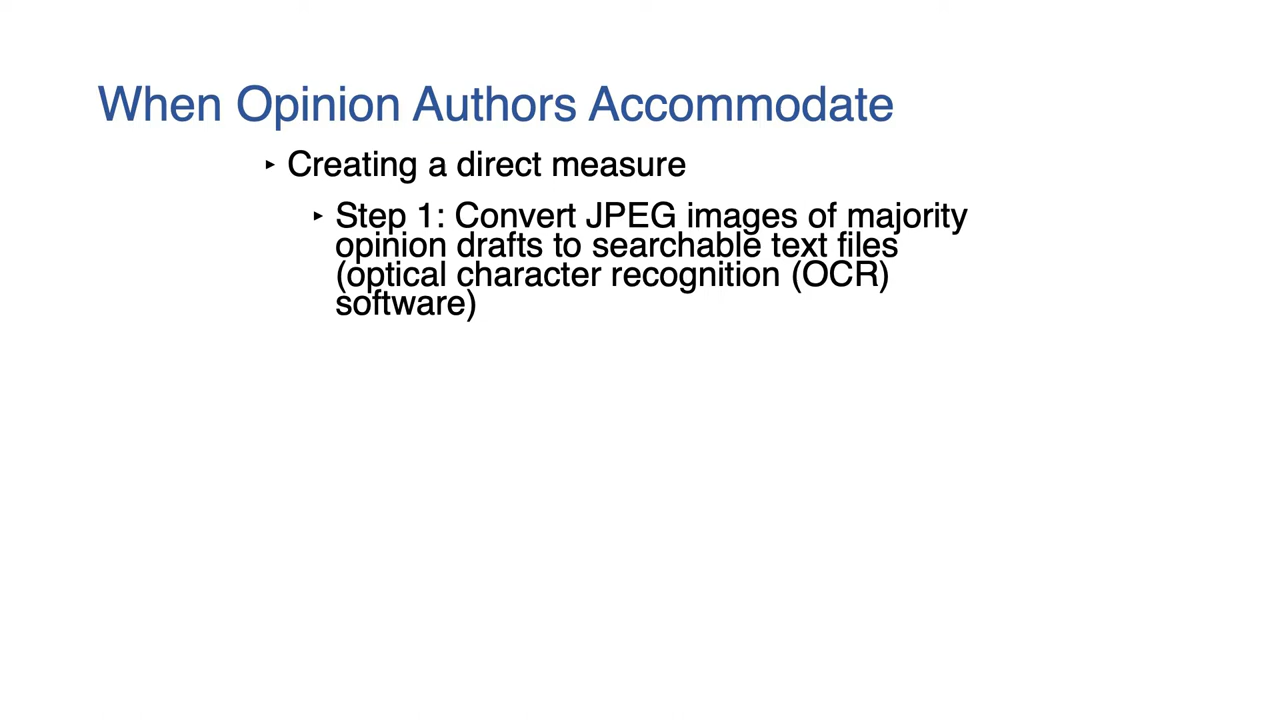 When Opinion Authors Accommodate
‣ Creating a direct measure
‣ Step 1: Convert JPEG images of majority
opinion drafts to searchable text files
(optical character recognition (OCR)
software)